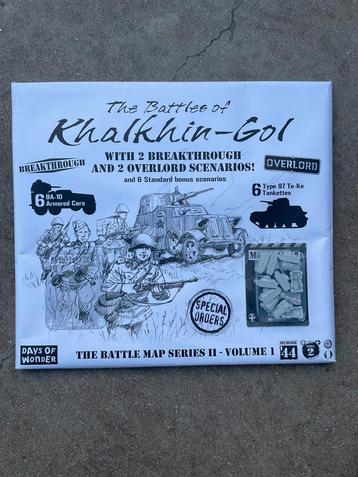 The Battles of
Khalkhin-Gol
WITH 2 BREAKTHROUGH
AND 2 OVERLORD SCENARIOS!
and 6 Standard bonus scenarios
BREAKTHROUGH
OVERLORD
6 BA-10
Armored Cars
6 Type 97 Te-Ke
Tankettes
SPECIAL
ORDERS
DAYS OF
WONDER
THE BATTLE MAP SERIES II - VOLUME 1
MEMOIR
'44
2